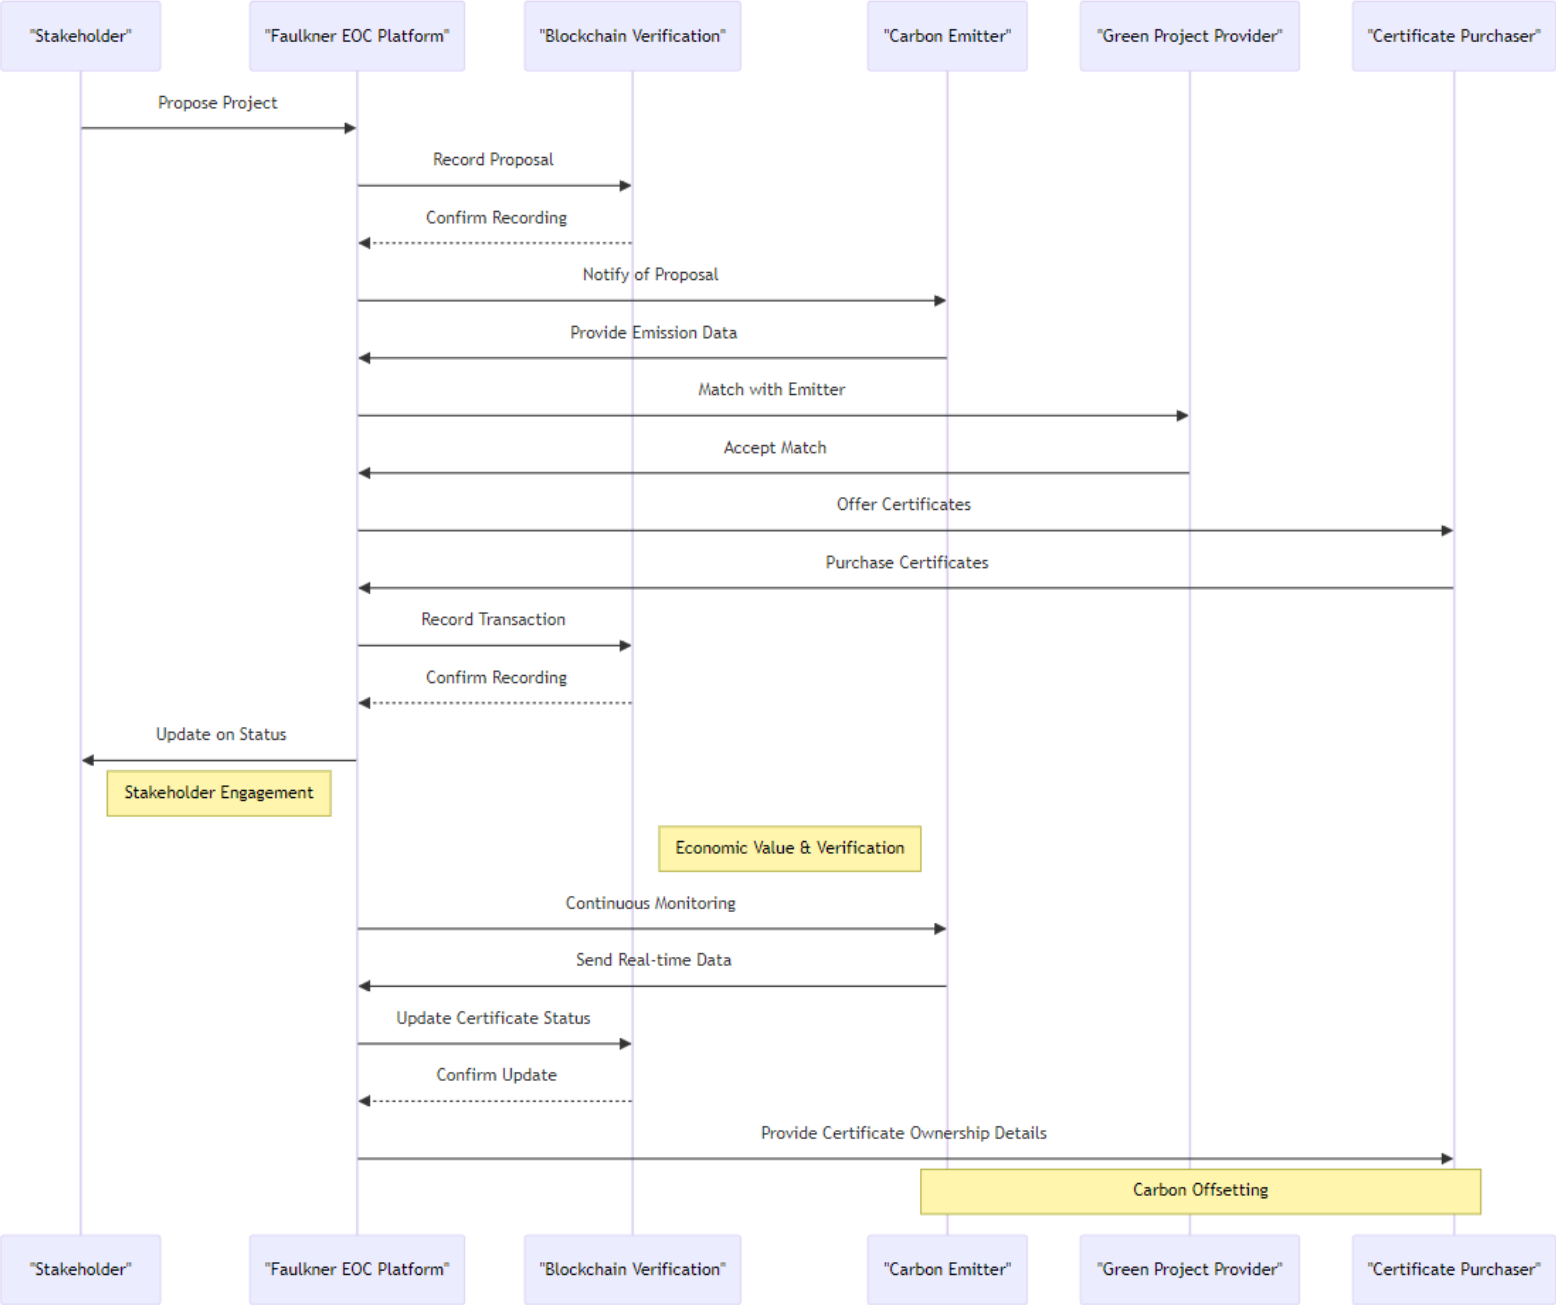 "Stakeholder"
"Faulkner EOC Platform"
"Blockchain Verification"
"Carbon Emitter"
"Green Project Provider"
"Certificate Purchaser"
Propose Project
Record Proposal
Confirm Recording
Notify of Proposal
Provide Emission Data
Match with Emitter
Accept Match
Offer Certificates
Purchase Certificates
Record Transaction
Confirm Recording
Update on Status
Stakeholder Engagement
Economic Value & Verification
Continuous Monitoring
Send Real-time Data
Update Certificate Status
Confirm Update
Provide Certificate Ownership Details
Carbon Offsetting
"Stakeholder"
"Faulkner EOC Platform"
"Blockchain Verification"
"Carbon Emitter"
"Green Project Provider"
"Certificate Purchaser"